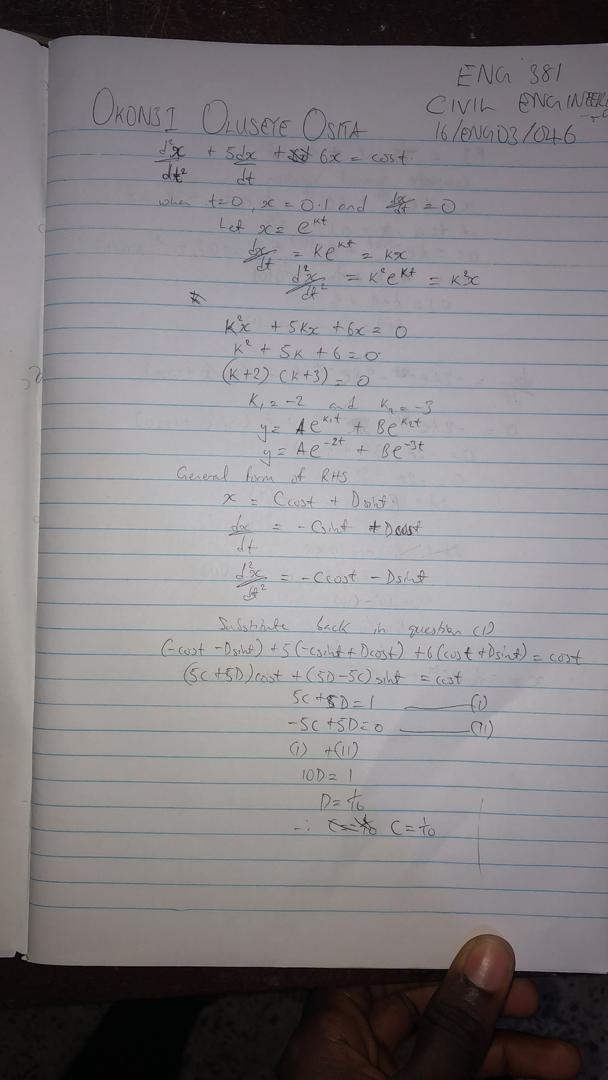 ENG 381
CIVIL ENGINEERING
OKONJI OLUSEYE OSITA
16/ENG03/046
d²x/dt² + 5dx/dt + 6x = cost
when t=0, x = 0.1 and dx/dt = 0
Let x = e^kt
dx/dt = ke^kt = kx
d²x/dt² = k²e^kt = k²x
k²x + 5kx + 6x = 0
k² + 5k + 6 = 0
(k+2) (k+3) = 0
k₁ = -2 and k₂ = -3
y = Ae^k₁t + Be^k₂t
y = Ae^-2t + Be^-3t
General form of RHS
x = Ccost + Dsint
dx/dt = -Csint + Dcost
d²x/dt² = -Ccost - Dsint
Substitute back in question (1)
(-cost - Dsint) + 5(-csint + Dcost) + 6(cost + Dsint) = cost
(5C+5D)cost + (5D-5C)sint = cost
5C + 5D = 1 (i)
-5C + 5D = 0 (ii)
(i) + (ii)
10D = 1
D = 1/10
∴ C = 1/10